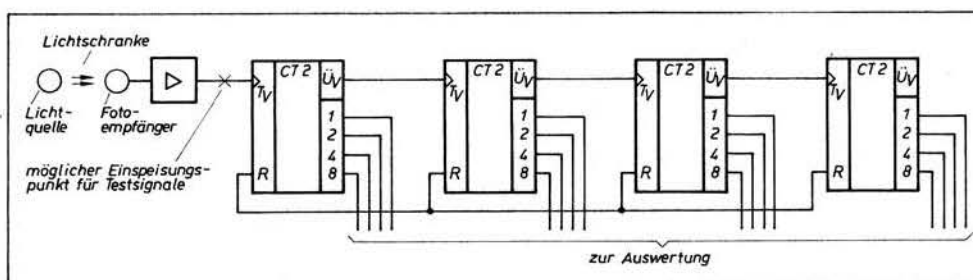 Lichtschranke
Licht-
quelle
Foto-
empfänger
möglicher Einspeisungs-
punkt für Testsignale
CT2
Üv
Tv
1
2
4
8
R
CT2
Üv
Tv
1
2
4
8
R
CT2
Üv
Tv
1
2
4
8
R
CT2
Üv
Tv
1
2
4
8
R
zur Auswertung